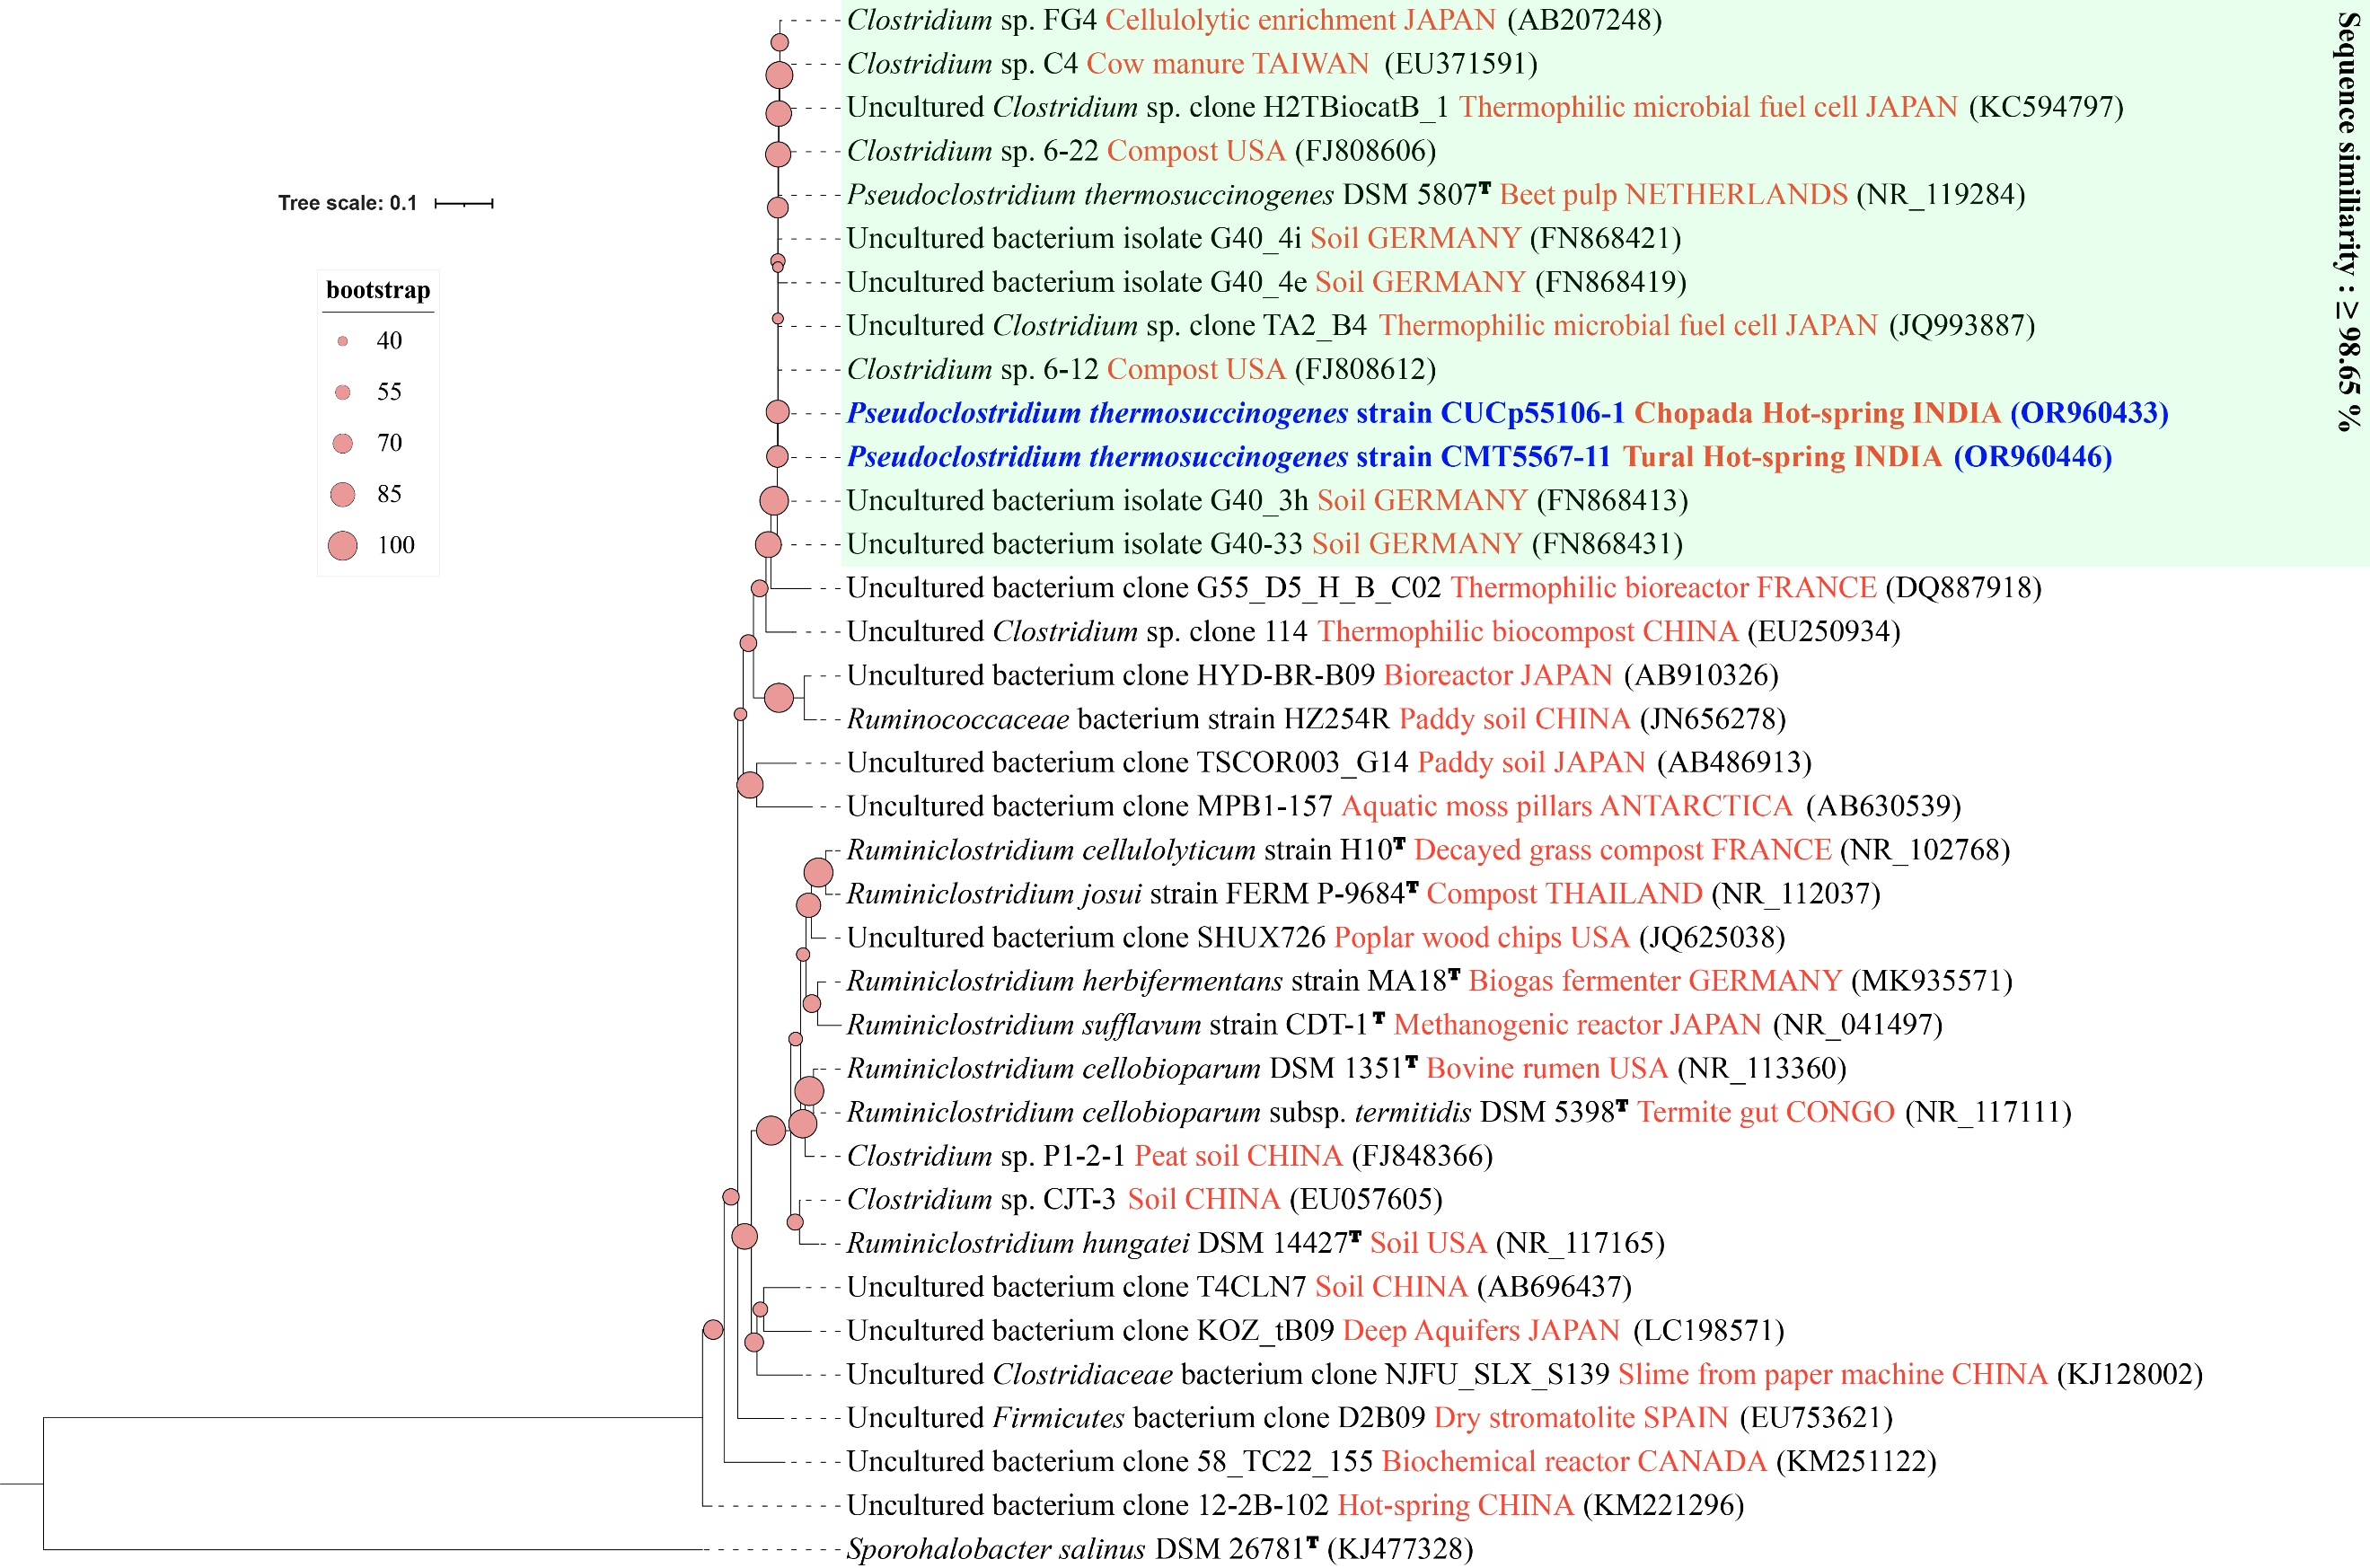 Clostridium sp. FG4 Cellulolytic enrichment JAPAN (AB207248)
Clostridium sp. C4 Cow manure TAIWAN (EU371591)
Uncultured Clostridium sp. clone H2TBiocatB_1 Thermophilic microbial fuel cell JAPAN (KC594797)
Clostridium sp. 6-22 Compost USA (FJ808606)
Pseudoclostridium thermosuccinogenes DSM 5807ᵀ Beet pulp NETHERLANDS (NR_119284)
Uncultured bacterium isolate G40_4i Soil GERMANY (FN868421)
Uncultured bacterium isolate G40_4e Soil GERMANY (FN868419)
Uncultured Clostridium sp. clone TA2_B4 Thermophilic microbial fuel cell JAPAN (JQ993887)
Clostridium sp. 6-12 Compost USA (FJ808612)
Pseudoclostridium thermosuccinogenes strain CUCp55106-1 Chopada Hot-spring INDIA (OR960433)
Pseudoclostridium thermosuccinogenes strain CMT5567-11 Tural Hot-spring INDIA (OR960446)
Uncultured bacterium isolate G40_3h Soil GERMANY (FN868413)
Uncultured bacterium isolate G40-33 Soil GERMANY (FN868431)
Uncultured bacterium clone G55_D5_H_B_C02 Thermophilic bioreactor FRANCE (DQ887918)
Uncultured Clostridium sp. clone 114 Thermophilic biocompost CHINA (EU250934)
Uncultured bacterium clone HYD-BR-B09 Bioreactor JAPAN (AB910326)
Ruminococcaceae bacterium strain HZ254R Paddy soil CHINA (JN656278)
Uncultured bacterium clone TSCOR003_G14 Paddy soil JAPAN (AB486913)
Uncultured bacterium clone MPB1-157 Aquatic moss pillars ANTARCTICA (AB630539)
Ruminiclostridium cellulolyticum strain H10ᵀ Decayed grass compost FRANCE (NR_102768)
Ruminiclostridium josui strain FERM P-9684ᵀ Compost THAILAND (NR_112037)
Uncultured bacterium clone SHUX726 Poplar wood chips USA (JQ625038)
Ruminiclostridium herbifermentans strain MA18ᵀ Biogas fermenter GERMANY (MK935571)
Ruminiclostridium sufflavum strain CDT-1ᵀ Methanogenic reactor JAPAN (NR_041497)
Ruminiclostridium cellobioparum DSM 1351ᵀ Bovine rumen USA (NR_113360)
Ruminiclostridium cellobioparum subsp. termitidis DSM 5398ᵀ Termite gut CONGO (NR_117111)
Clostridium sp. P1-2-1 Peat soil CHINA (FJ848366)
Clostridium sp. CJT-3 Soil CHINA (EU057605)
Ruminiclostridium hungatei DSM 14427ᵀ Soil USA (NR_117165)
Uncultured bacterium clone T4CLN7 Soil CHINA (AB696437)
Uncultured bacterium clone KOZ_tB09 Deep Aquifers JAPAN (LC198571)
Uncultured Clostridiaceae bacterium clone NJFU_SLX_S139 Slime from paper machine CHINA (KJ128002)
Uncultured Firmicutes bacterium clone D2B09 Dry stromatolite SPAIN (EU753621)
Uncultured bacterium clone 58_TC22_155 Biochemical reactor CANADA (KM251122)
Uncultured bacterium clone 12-2B-102 Hot-spring CHINA (KM221296)
Sporohalobacter salinus DSM 26781ᵀ (KJ477328)
Tree scale: 0.1
bootstrap
40
55
70
85
100
Sequence similiarity : ≥ 98.65 %